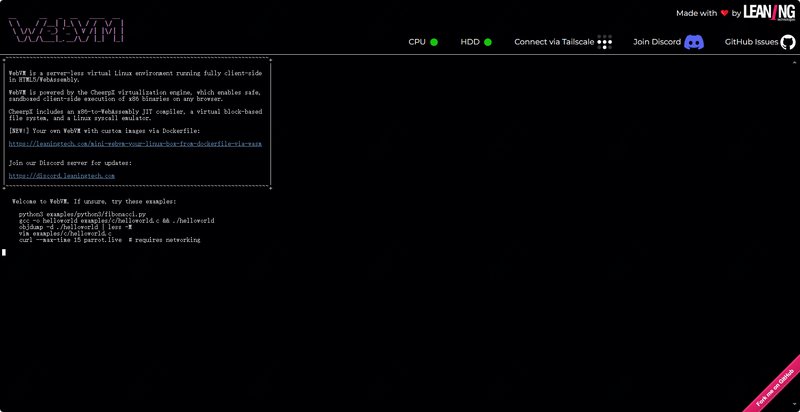 WebVM
Made with ❤ by LEANING
technologies
CPU HDD Connect via Tailscale Join Discord GitHub Issues
WebVM is a server-less virtual Linux environment running fully client-side
in HTML5/WebAssembly.
WebVM is powered by the CheerpX virtualization engine, which enables safe,
sandboxed client-side execution of x86 binaries on any browser.
CheerpX includes an x86-to-WebAssembly JIT compiler, a virtual block-based
file system, and a Linux syscall emulator.
[NEW!] Your own WebVM with custom images via Dockerfile:
https://leaningtech.com/mini-webvm-your-linux-box-from-dockerfile-via-wasm
Join our Discord server for updates:
https://discord.leaningtech.com
Welcome to WebVM. If unsure, try these examples:
python3 examples/python3/fibonacci.py
gcc -o helloworld examples/c/helloworld.c && ./helloworld
objdump -d ./helloworld | less -M
vim examples/c/helloworld.c
curl --max-time 15 parrot.live # requires networking
Fork me on GitHub